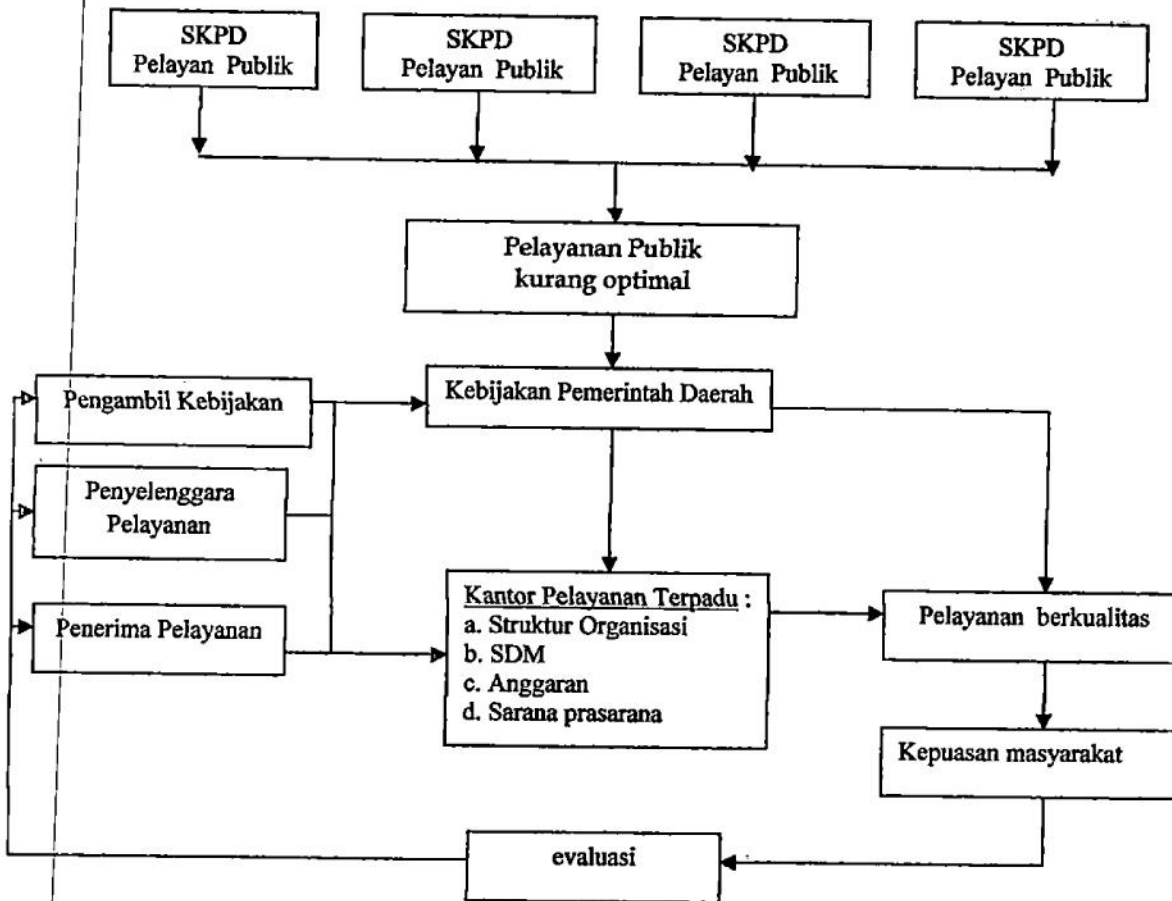 SKPD
Pelayan Publik
SKPD
Pelayan Publik
SKPD
Pelayan Publik
SKPD
Pelayan Publik
Pelayanan Publik
kurang optimal
Pengambil Kebijakan
Kebijakan Pemerintah Daerah
Penyelenggara
Pelayanan
Penerima Pelayanan
Kantor Pelayanan Terpadu :
a. Struktur Organisasi
b. SDM
c. Anggaran
d. Sarana prasarana
Pelayanan berkualitas
Kepuasan masyarakat
evaluasi